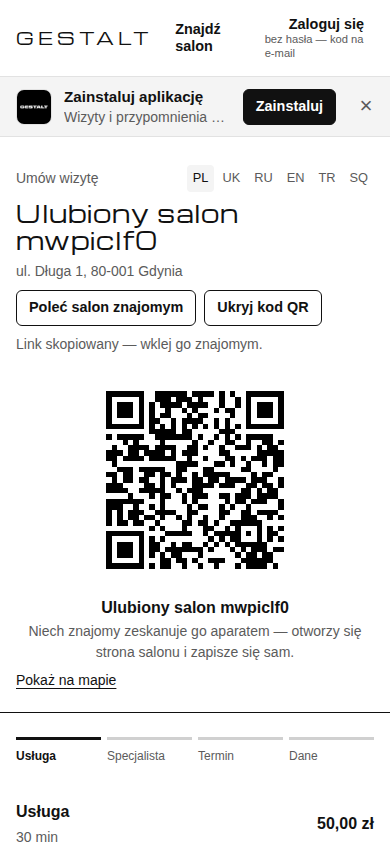 GESTALT
Znajdź
salon
Zaloguj się
bez hasła — kod na
e-mail
GESTALT
Zainstaluj aplikację
Wizyty i przypomnienia …
Zainstaluj
×
Umów wizytę
PL UK RU EN TR SQ
Ulubiony salon
mwpiclf0
ul. Długa 1, 80-001 Gdynia
Poleć salon znajomym
Ukryj kod QR
Link skopiowany — wklej go znajomym.
Ulubiony salon mwpiclf0
Niech znajomy zeskanuje go aparatem — otworzy się
strona salonu i zapisze się sam.
Pokaż na mapie
Usługa Specjalista Termin Dane
Usługa
50,00 zł
30 min